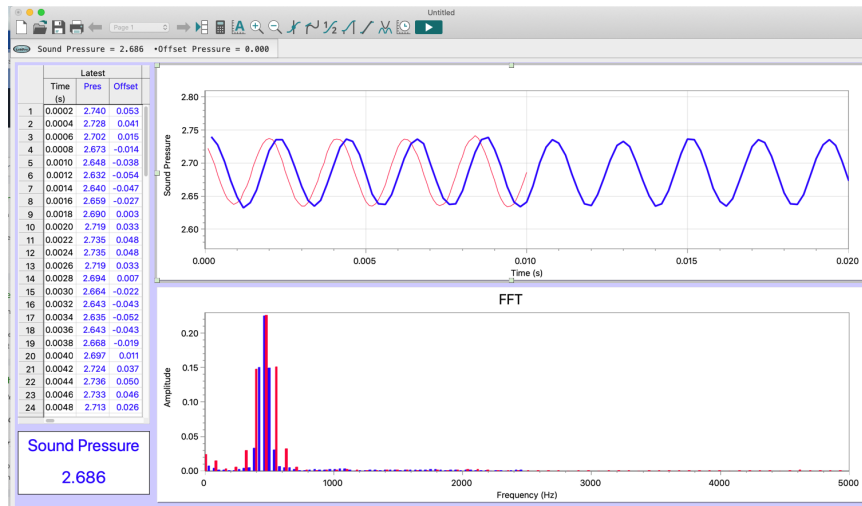 Untitled
Page 1
Sound Pressure = 2.686 •Offset Pressure = 0.000
Latest
Time Pres Offset
(s)
1 0.0002 2.740 0.053
2 0.0004 2.728 0.041
3 0.0006 2.702 0.015
4 0.0008 2.673 -0.014
5 0.0010 2.648 -0.038
6 0.0012 2.632 -0.054
7 0.0014 2.640 -0.047
8 0.0016 2.659 -0.027
9 0.0018 2.690 0.003
10 0.0020 2.719 0.033
11 0.0022 2.735 0.048
12 0.0024 2.735 0.048
13 0.0026 2.719 0.033
14 0.0028 2.694 0.007
15 0.0030 2.664 -0.022
16 0.0032 2.643 -0.043
17 0.0034 2.635 -0.052
18 0.0036 2.643 -0.043
19 0.0038 2.668 -0.019
20 0.0040 2.697 0.011
21 0.0042 2.724 0.037
22 0.0044 2.736 0.050
23 0.0046 2.733 0.046
24 0.0048 2.713 0.026
Sound Pressure
2.686
Sound Pressure
2.80
2.75
2.70
2.65
2.60
0.000 0.005 0.010 0.015 0.020
Time (s)
FFT
Amplitude
0.20
0.15
0.10
0.05
0.00
0 1000 2000 3000 4000 5000
Frequency (Hz)